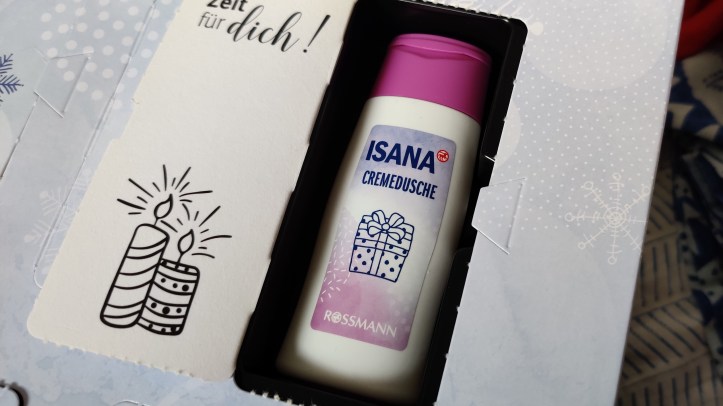 Zeit
für dich!
ISANA
CREMEDUSCHE
ROSSMANN